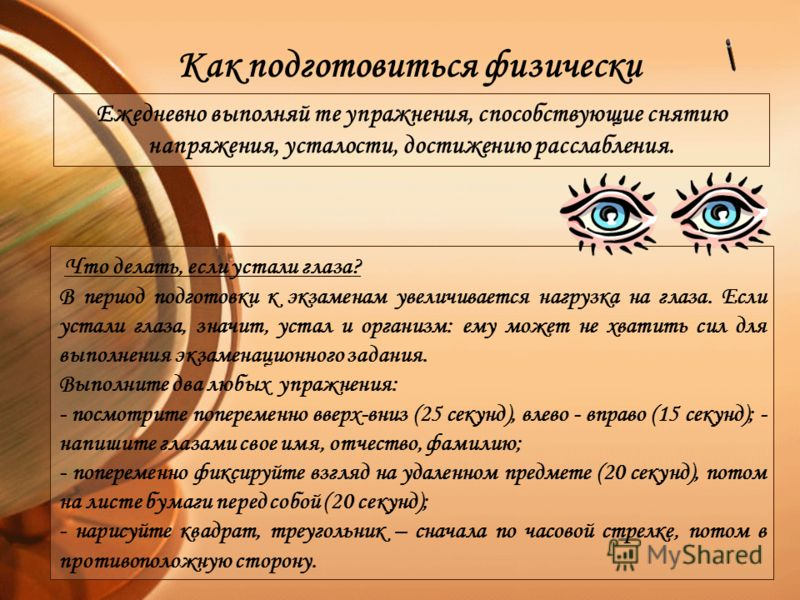 Как подготовиться физически
Ежедневно выполняй те упражнения, способствующие снятию
напряжения, усталости, достижению расслабления.
Что делать, если устали глаза?
В период подготовки к экзаменам увеличивается нагрузка на глаза. Если
устали глаза, значит, устал и организм: ему может не хватить сил для
выполнения экзаменационного задания.
Выполните два любых упражнения:
- посмотрите попеременно вверх-вниз (25 секунд), влево - вправо (15 секунд); -
напишите глазами свое имя, отчество, фамилию;
- попеременно фиксируйте взгляд на удаленном предмете (20 секунд), потом
на листе бумаги перед собой (20 секунд);
- нарисуйте квадрат, треугольник – сначала по часовой стрелке, потом в
противоположную сторону.
MyShared